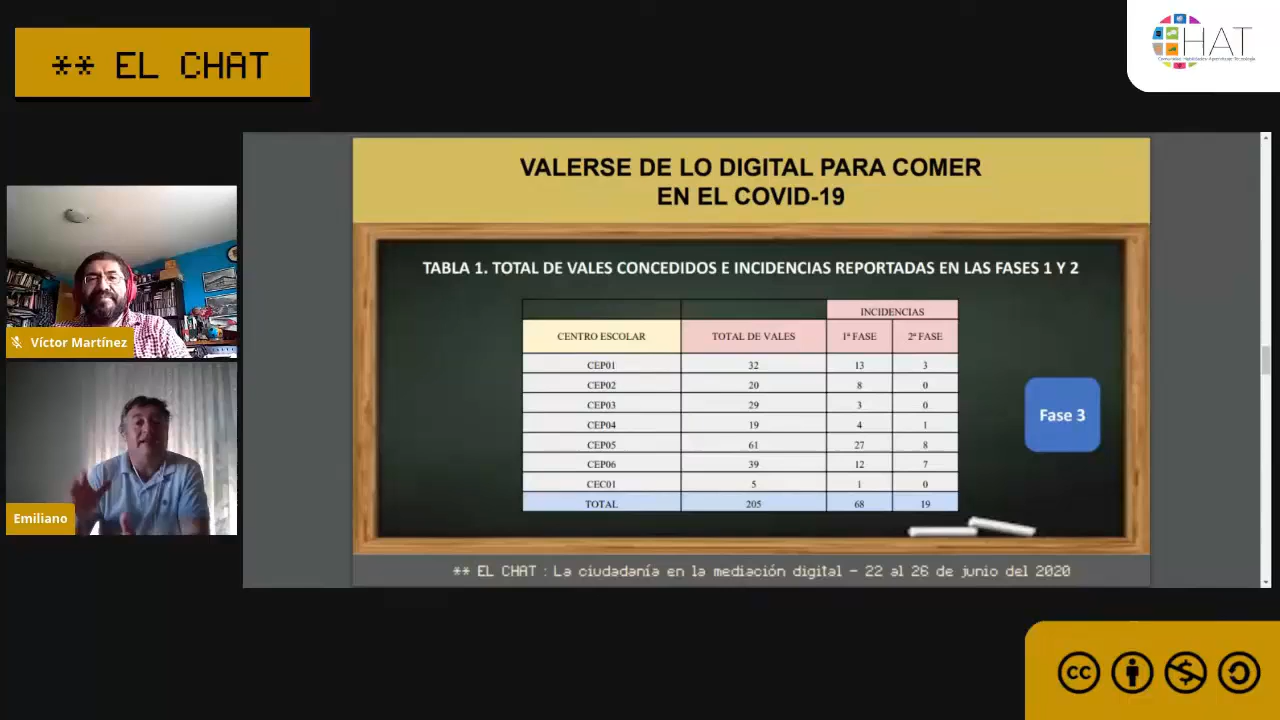 ** EL CHAT
HAT
Víctor Martínez
Emiliano
VALERSE DE LO DIGITAL PARA COMER
EN EL COVID-19
TABLA 1. TOTAL DE VALES CONCEDIDOS E INCIDENCIAS REPORTADAS EN LAS FASES 1 Y 2
INCIDENCIAS
CENTRO ESCOLAR TOTAL DE VALES 1ª FASE 2ª FASE
CEP01 32 13 3
CEP02 20 8 0
CEP03 29 3 0
CEP04 19 4 1
CEP05 61 27 8
CEP06 39 12 7
CEC01 5 1 0
TOTAL 205 68 19
Fase 3
** EL CHAT : La ciudadanía en la mediación digital - 22 al 26 de junio del 2020
cc